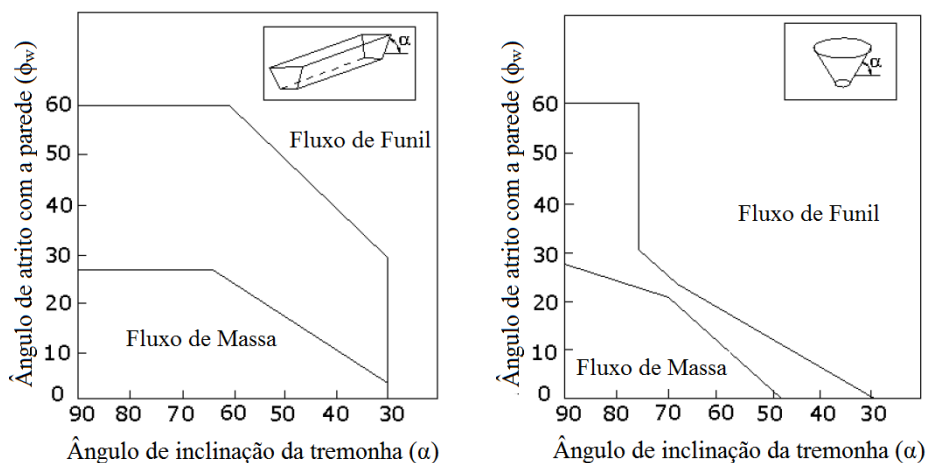 Ângulo de atrito com a parede (ϕw)
60
50
40
30
20
10
0
90 80 70 60 50 40 30
Ângulo de inclinação da tremonha (α)
α
Fluxo de Funil
Fluxo de Massa
Ângulo de atrito com a parede (ϕw)
60
50
40
30
20
10
0
90 80 70 60 50 40 30
Ângulo de inclinação da tremonha (α)
α
Fluxo de Funil
Fluxo de Massa